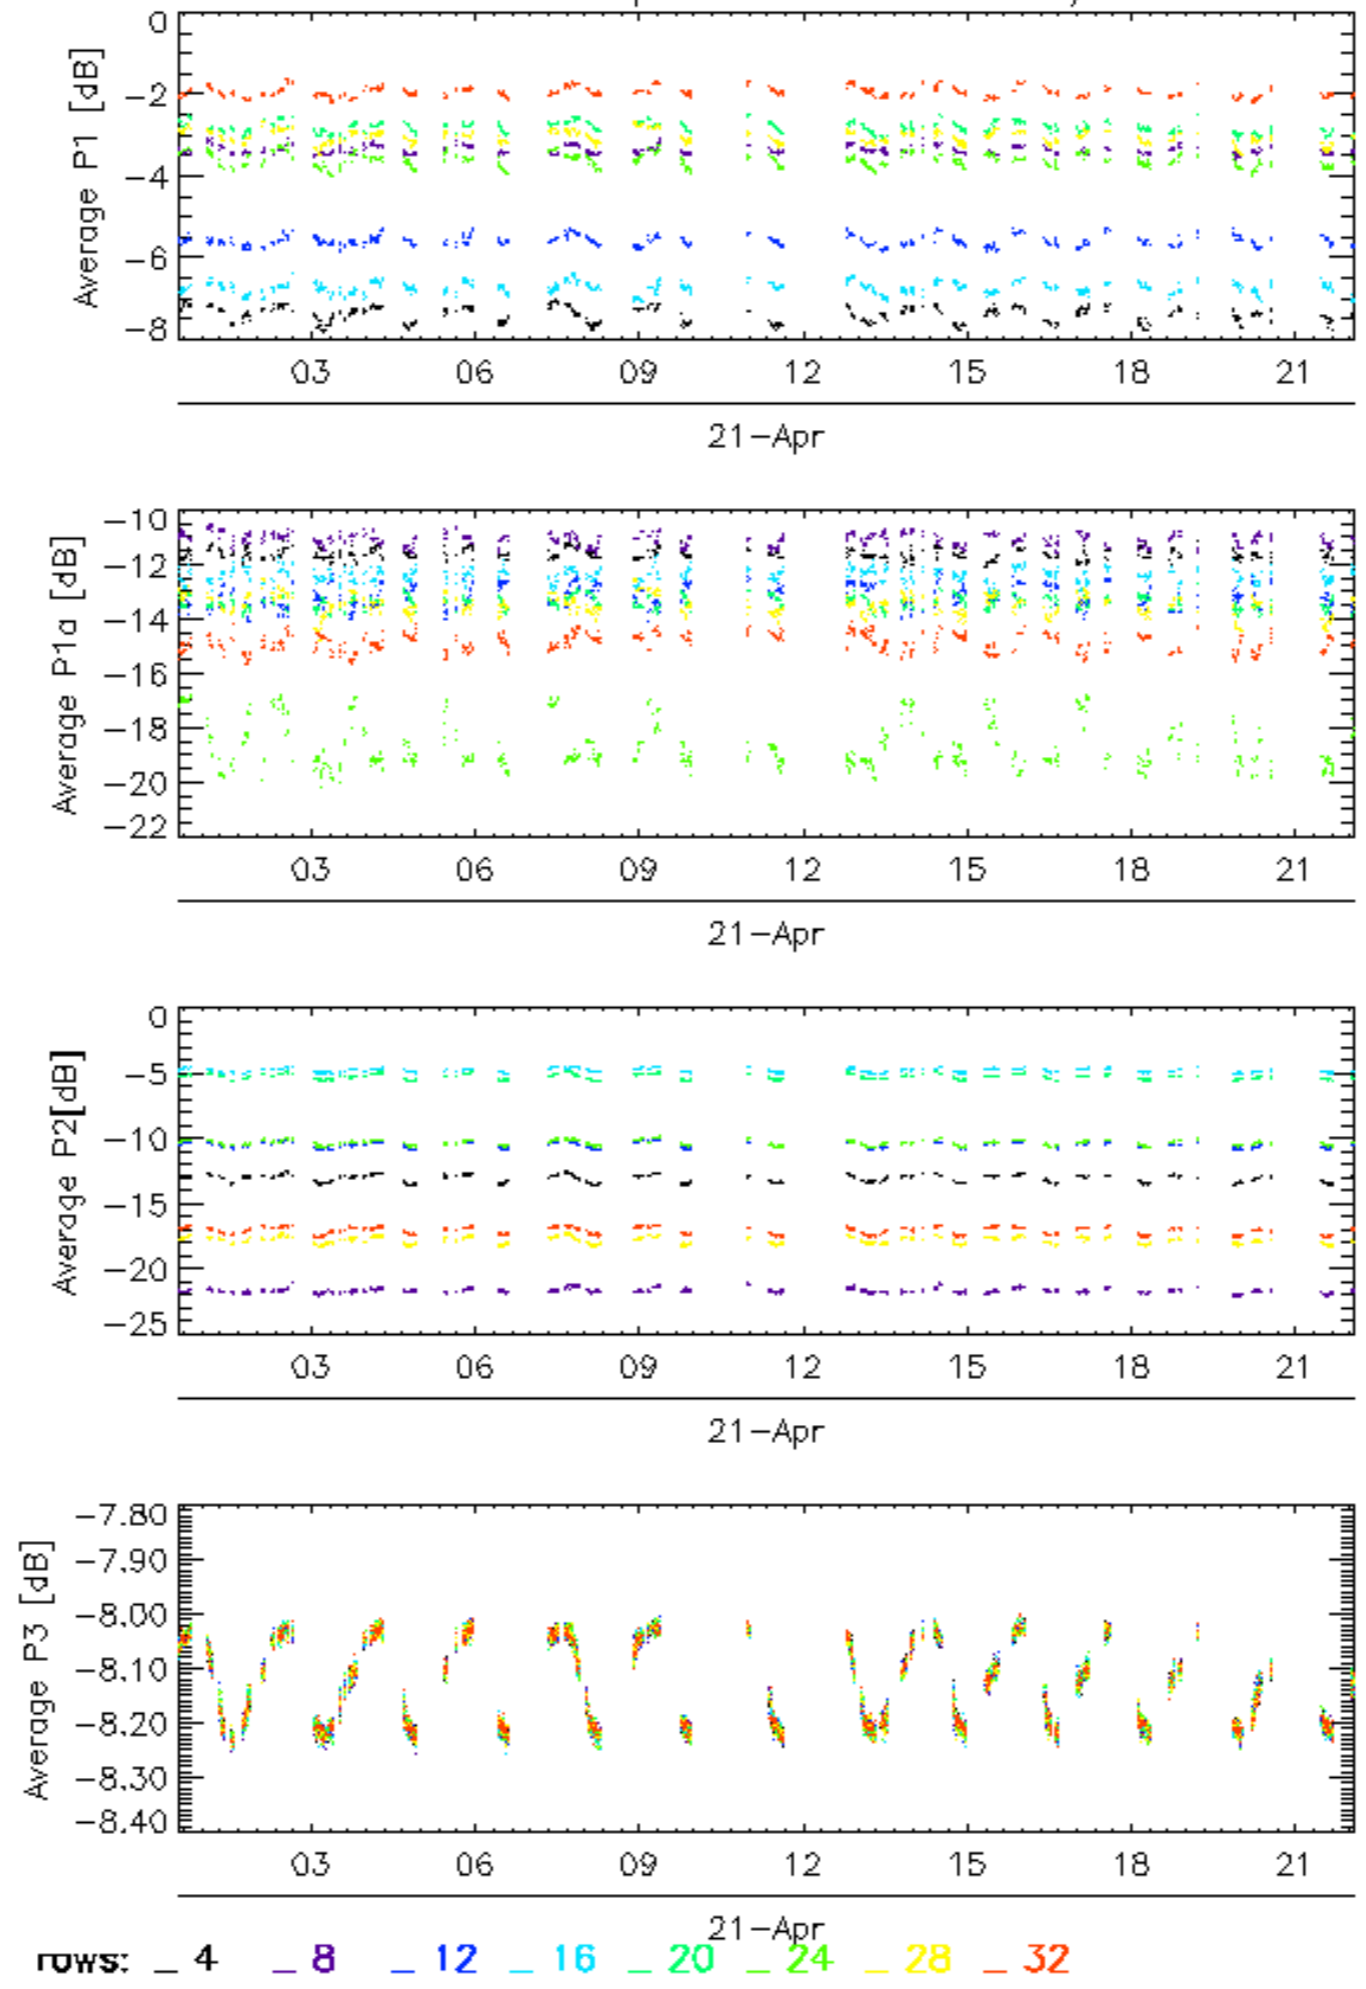 Average P1 [dB]
0
−2
−4
−6
−8
03 06 09 12 15 18 21
21−Apr
Average P1a [dB]
−10
−12
−14
−16
−18
−20
−22
03 06 09 12 15 18 21
21−Apr
Average P2[dB]
0
−5
−10
−15
−20
−25
03 06 09 12 15 18 21
21−Apr
Average P3 [dB]
−7.80
−7.90
−8.00
−8.10
−8.20
−8.30
−8.40
03 06 09 12 15 18 21
21−Apr
rows: _ 4 _ 8 _ 12 _ 16 _ 20 _ 24 _ 28 _ 32